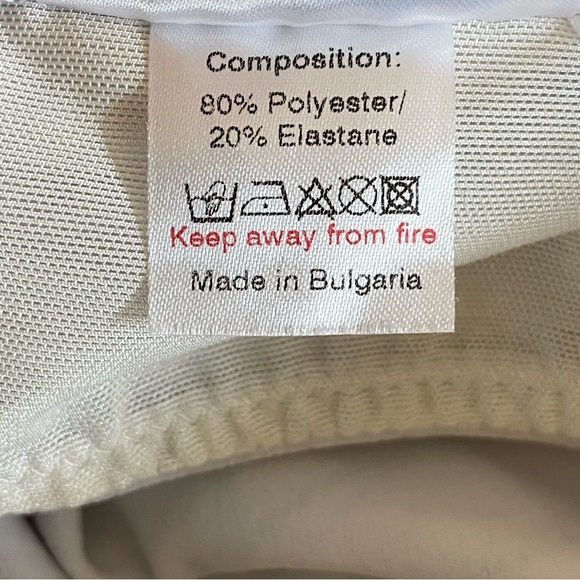 Composition:
80% Polyester/
20% Elastane
Keep away from fire
Made in Bulgaria